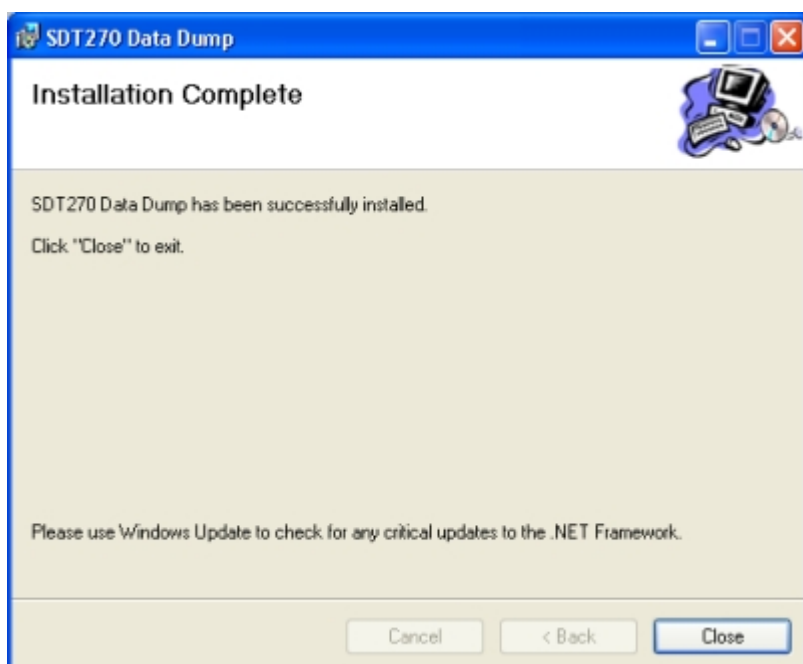 SDT270 Data Dump
Installation Complete
SDT270 Data Dump has been successfully installed.
Click "Close" to exit.
Please use Windows Update to check for any critical updates to the .NET Framework.
Cancel
< Back
Close